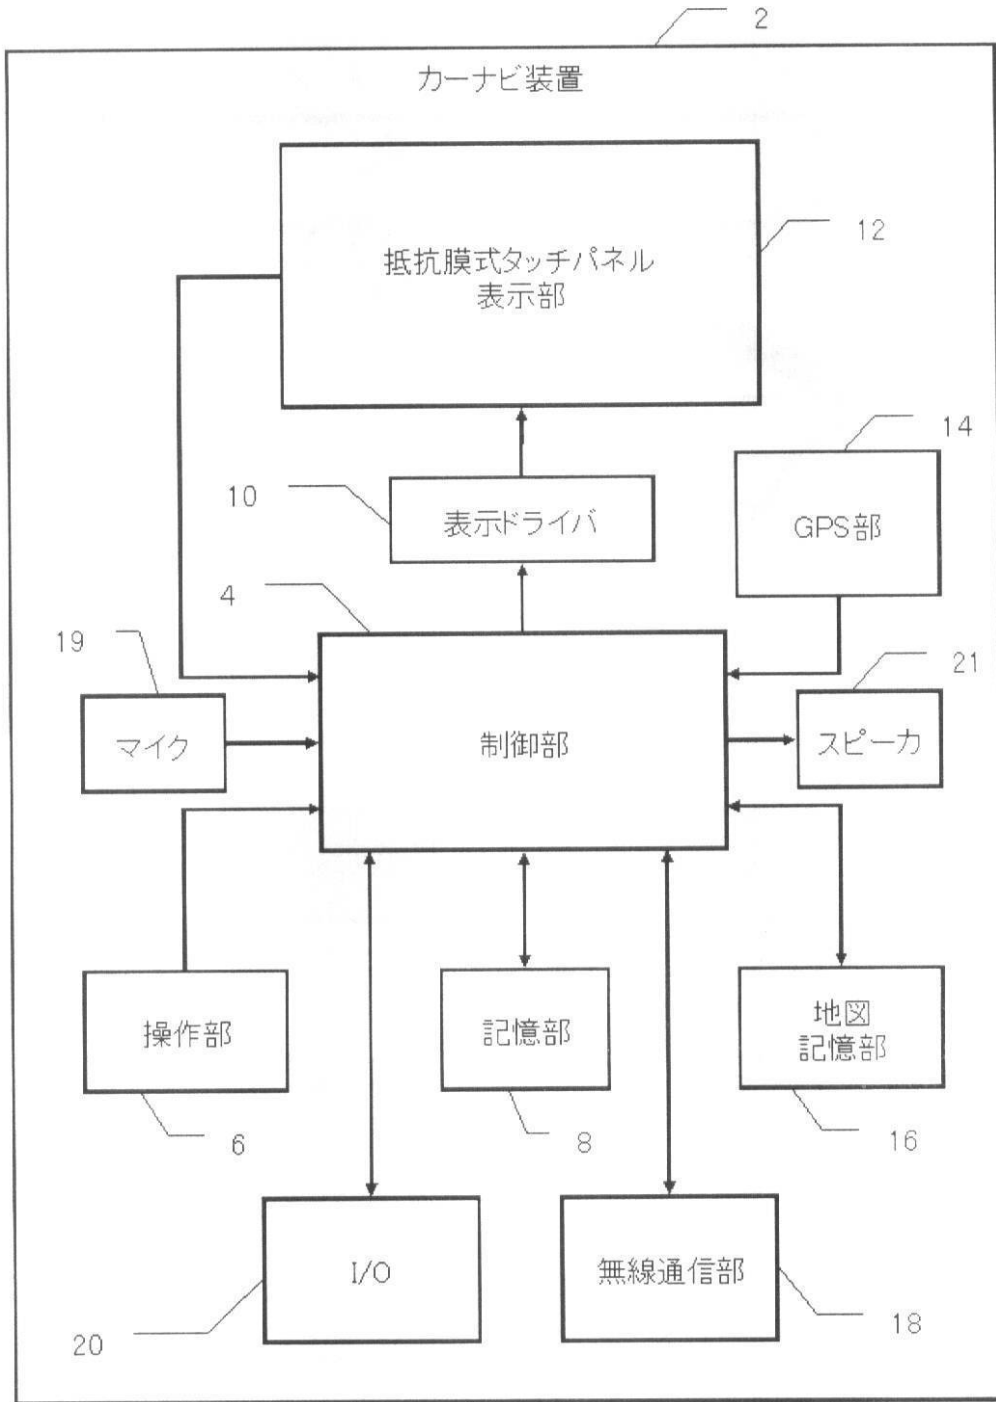 2
カーナビ装置
抵抗膜式タッチパネル
表示部
12
14
10
表示ドライバ
GPS部
4
19
21
マイク
制御部
スピーカ
操作部
記憶部
地図
記憶部
6
8
16
I/O
無線通信部
20
18